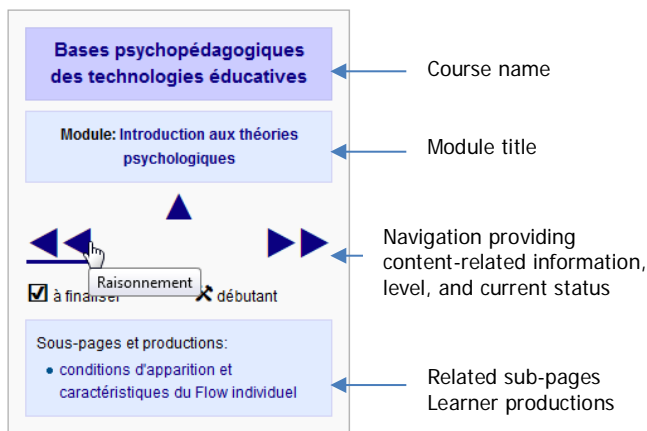 Bases psychopédagogiques
des technologies éducatives
Course name
Module: Introduction aux théories
psychologiques
Module title
Navigation providing
content-related information,
level, and current status
Raisonnement
à finaliser
débutant
Sous-pages et productions:
• conditions d'apparition et
caractéristiques du Flow individuel
Related sub-pages
Learner productions